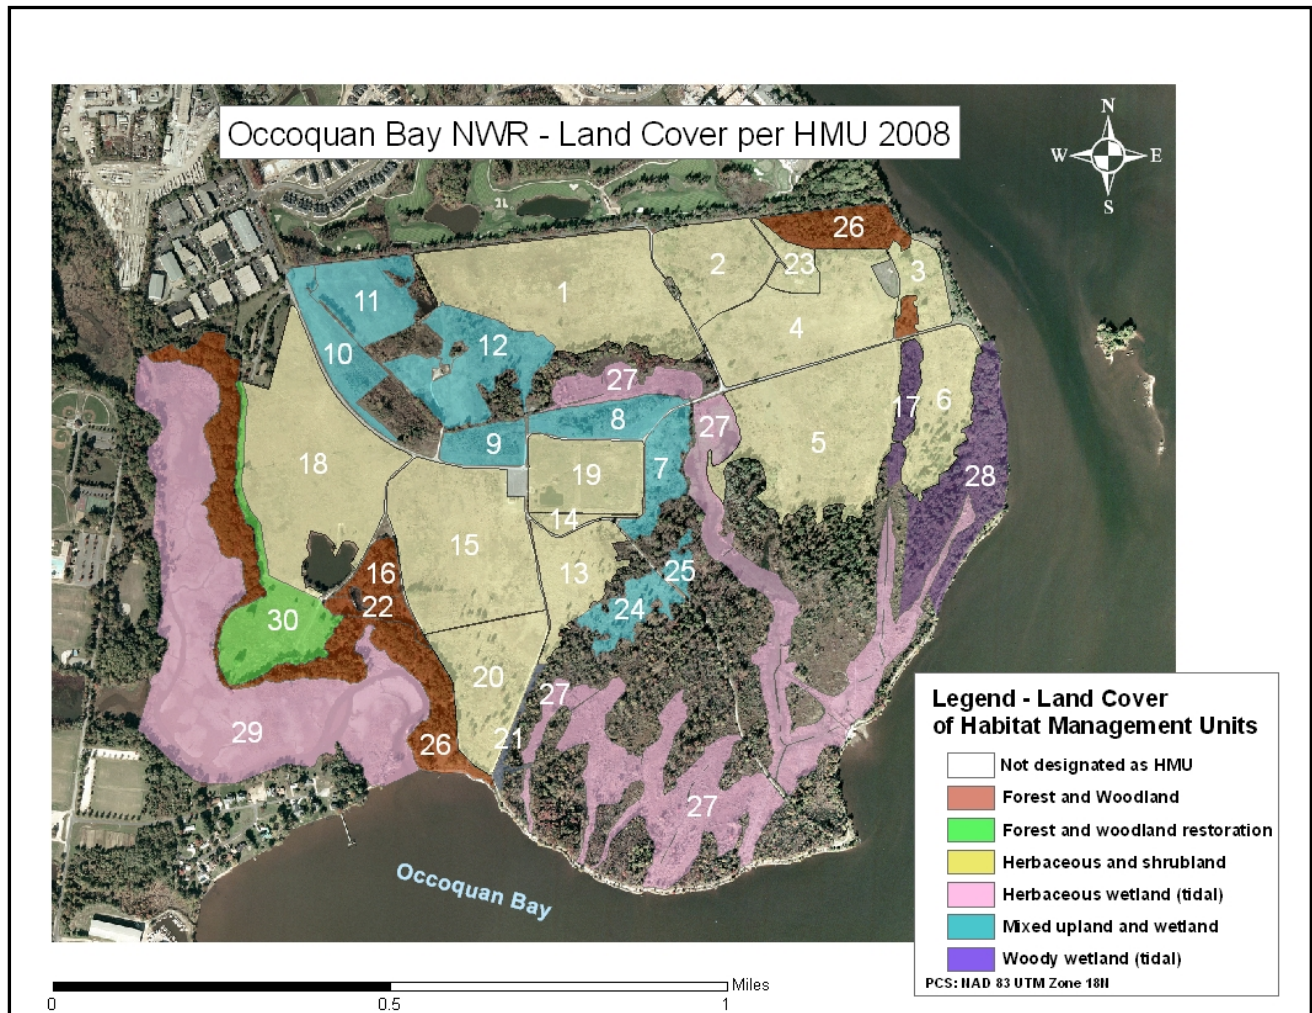 Occoquan Bay NWR - Land Cover per HMU 2008
N
W E
S
26
2
23
3
1
4
11
10
12
27
8
27
17
6
5
9
18
19
7
28
14
15
13
16
25
22
24
30
20
27
29
26
21
27
Occoquan Bay
Legend - Land Cover
of Habitat Management Units
Not designated as HMU
Forest and Woodland
Forest and woodland restoration
Herbaceous and shrubland
Herbaceous wetland (tidal)
Mixed upland and wetland
Woody wetland (tidal)
PCS: NAD 83 UTM Zone 18N
Miles
0 0.5 1